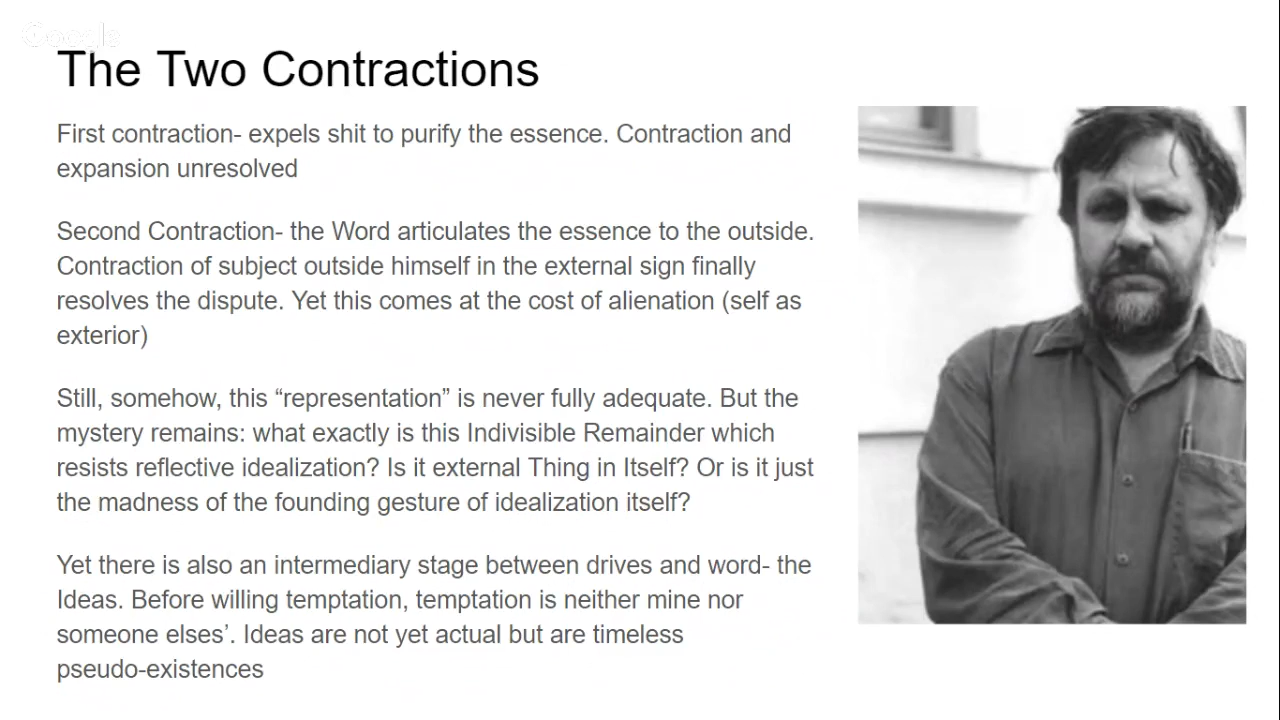 Google
The Two Contractions
First contraction- expels shit to purify the essence. Contraction and
expansion unresolved
Second Contraction- the Word articulates the essence to the outside.
Contraction of subject outside himself in the external sign finally
resolves the dispute. Yet this comes at the cost of alienation (self as
exterior)
Still, somehow, this “representation” is never fully adequate. But the
mystery remains: what exactly is this Indivisible Remainder which
resists reflective idealization? Is it external Thing in Itself? Or is it just
the madness of the founding gesture of idealization itself?
Yet there is also an intermediary stage between drives and word- the
Ideas. Before willing temptation, temptation is neither mine nor
someone elses’. Ideas are not yet actual but are timeless
pseudo-existences